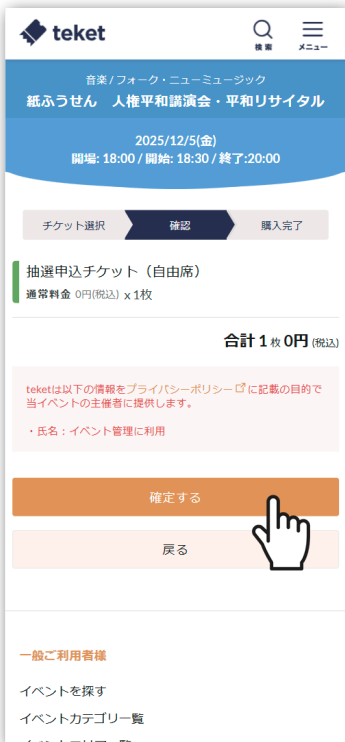 teket
検索 メニュー
音楽 / フォーク・ニューミュージック
紙ふうせん 人権平和講演会・平和リサイタル
2025/12/5(金)
開場: 18:00 / 開始: 18:30 / 終了:20:00
チケット選択 確認 購入完了
抽選申込チケット（自由席）
通常料金 0円(税込) x 1枚
合計 1 枚 0円 (税込)
teketは以下の情報をプライバシーポリシーに記載の目的で
当イベントの主催者に提供します。
・氏名：イベント管理に利用
確定する
戻る
一般ご利用者様
イベントを探す
イベントカテゴリ一覧